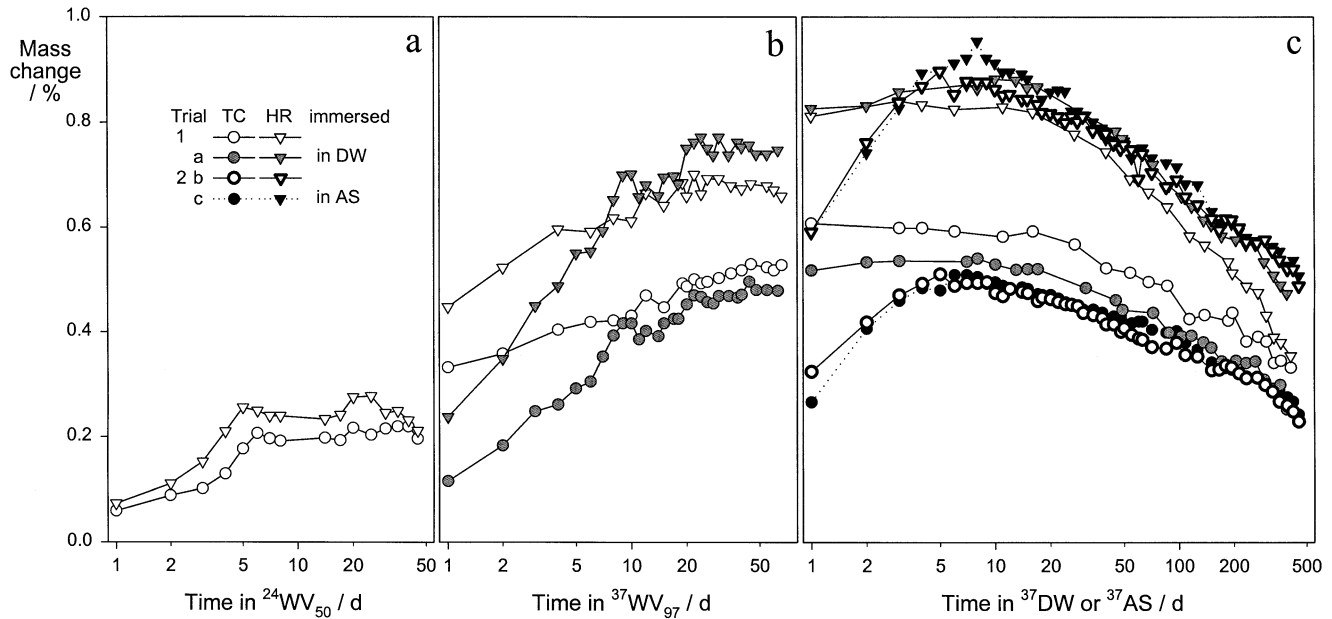 1.0
0.8
0.6
0.4
0.2
0.0
Mass
change
/ %
a
b
c
Trial TC HR immersed
1
a in DW
2 b
c in AS
1 2 5 10 20 50
1 2 5 10 20 50
1 2 5 10 20 50 100 200 500
Time in ²⁴WV₅₀ / d
Time in ³⁷WV₉₇ / d
Time in ³⁷DW or ³⁷AS / d